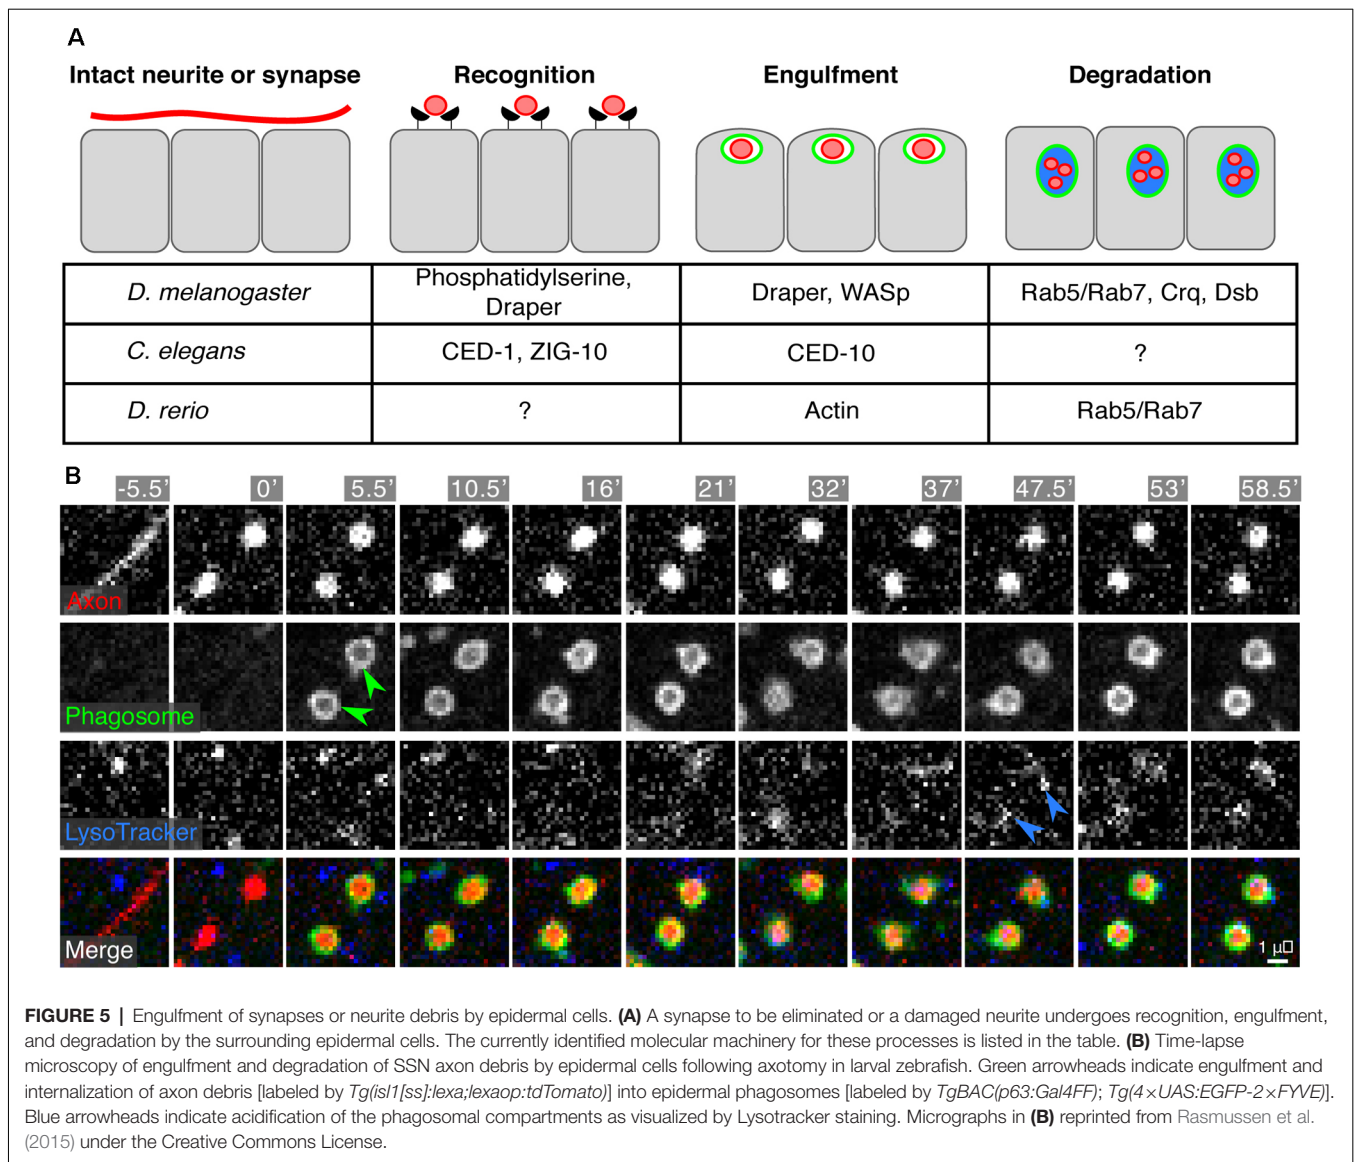 A
Intact neurite or synapse Recognition Engulfment Degradation
D. melanogaster Phosphatidylserine, Draper Draper, WASp Rab5/Rab7, Crq, Dsb
C. elegans CED-1, ZIG-10 CED-10 ?
D. rerio ? Actin Rab5/Rab7
B
-5.5’ 0’ 5.5’ 10.5’ 16’ 21’ 32’ 37’ 47.5’ 53’ 58.5’
Axon
Phagosome
LysoTracker
Merge
1 μ□
FIGURE 5 | Engulfment of synapses or neurite debris by epidermal cells. (A) A synapse to be eliminated or a damaged neurite undergoes recognition, engulfment,
and degradation by the surrounding epidermal cells. The currently identified molecular machinery for these processes is listed in the table. (B) Time-lapse
microscopy of engulfment and degradation of SSN axon debris by epidermal cells following axotomy in larval zebrafish. Green arrowheads indicate engulfment and
internalization of axon debris [labeled by Tg(isl1[ss]:lexa;lexaop:tdTomato)] into epidermal phagosomes [labeled by TgBAC(p63:Gal4FF); Tg(4×UAS:EGFP-2×FYVE)].
Blue arrowheads indicate acidification of the phagosomal compartments as visualized by Lysotracker staining. Micrographs in (B) reprinted from Rasmussen et al.
(2015) under the Creative Commons License.